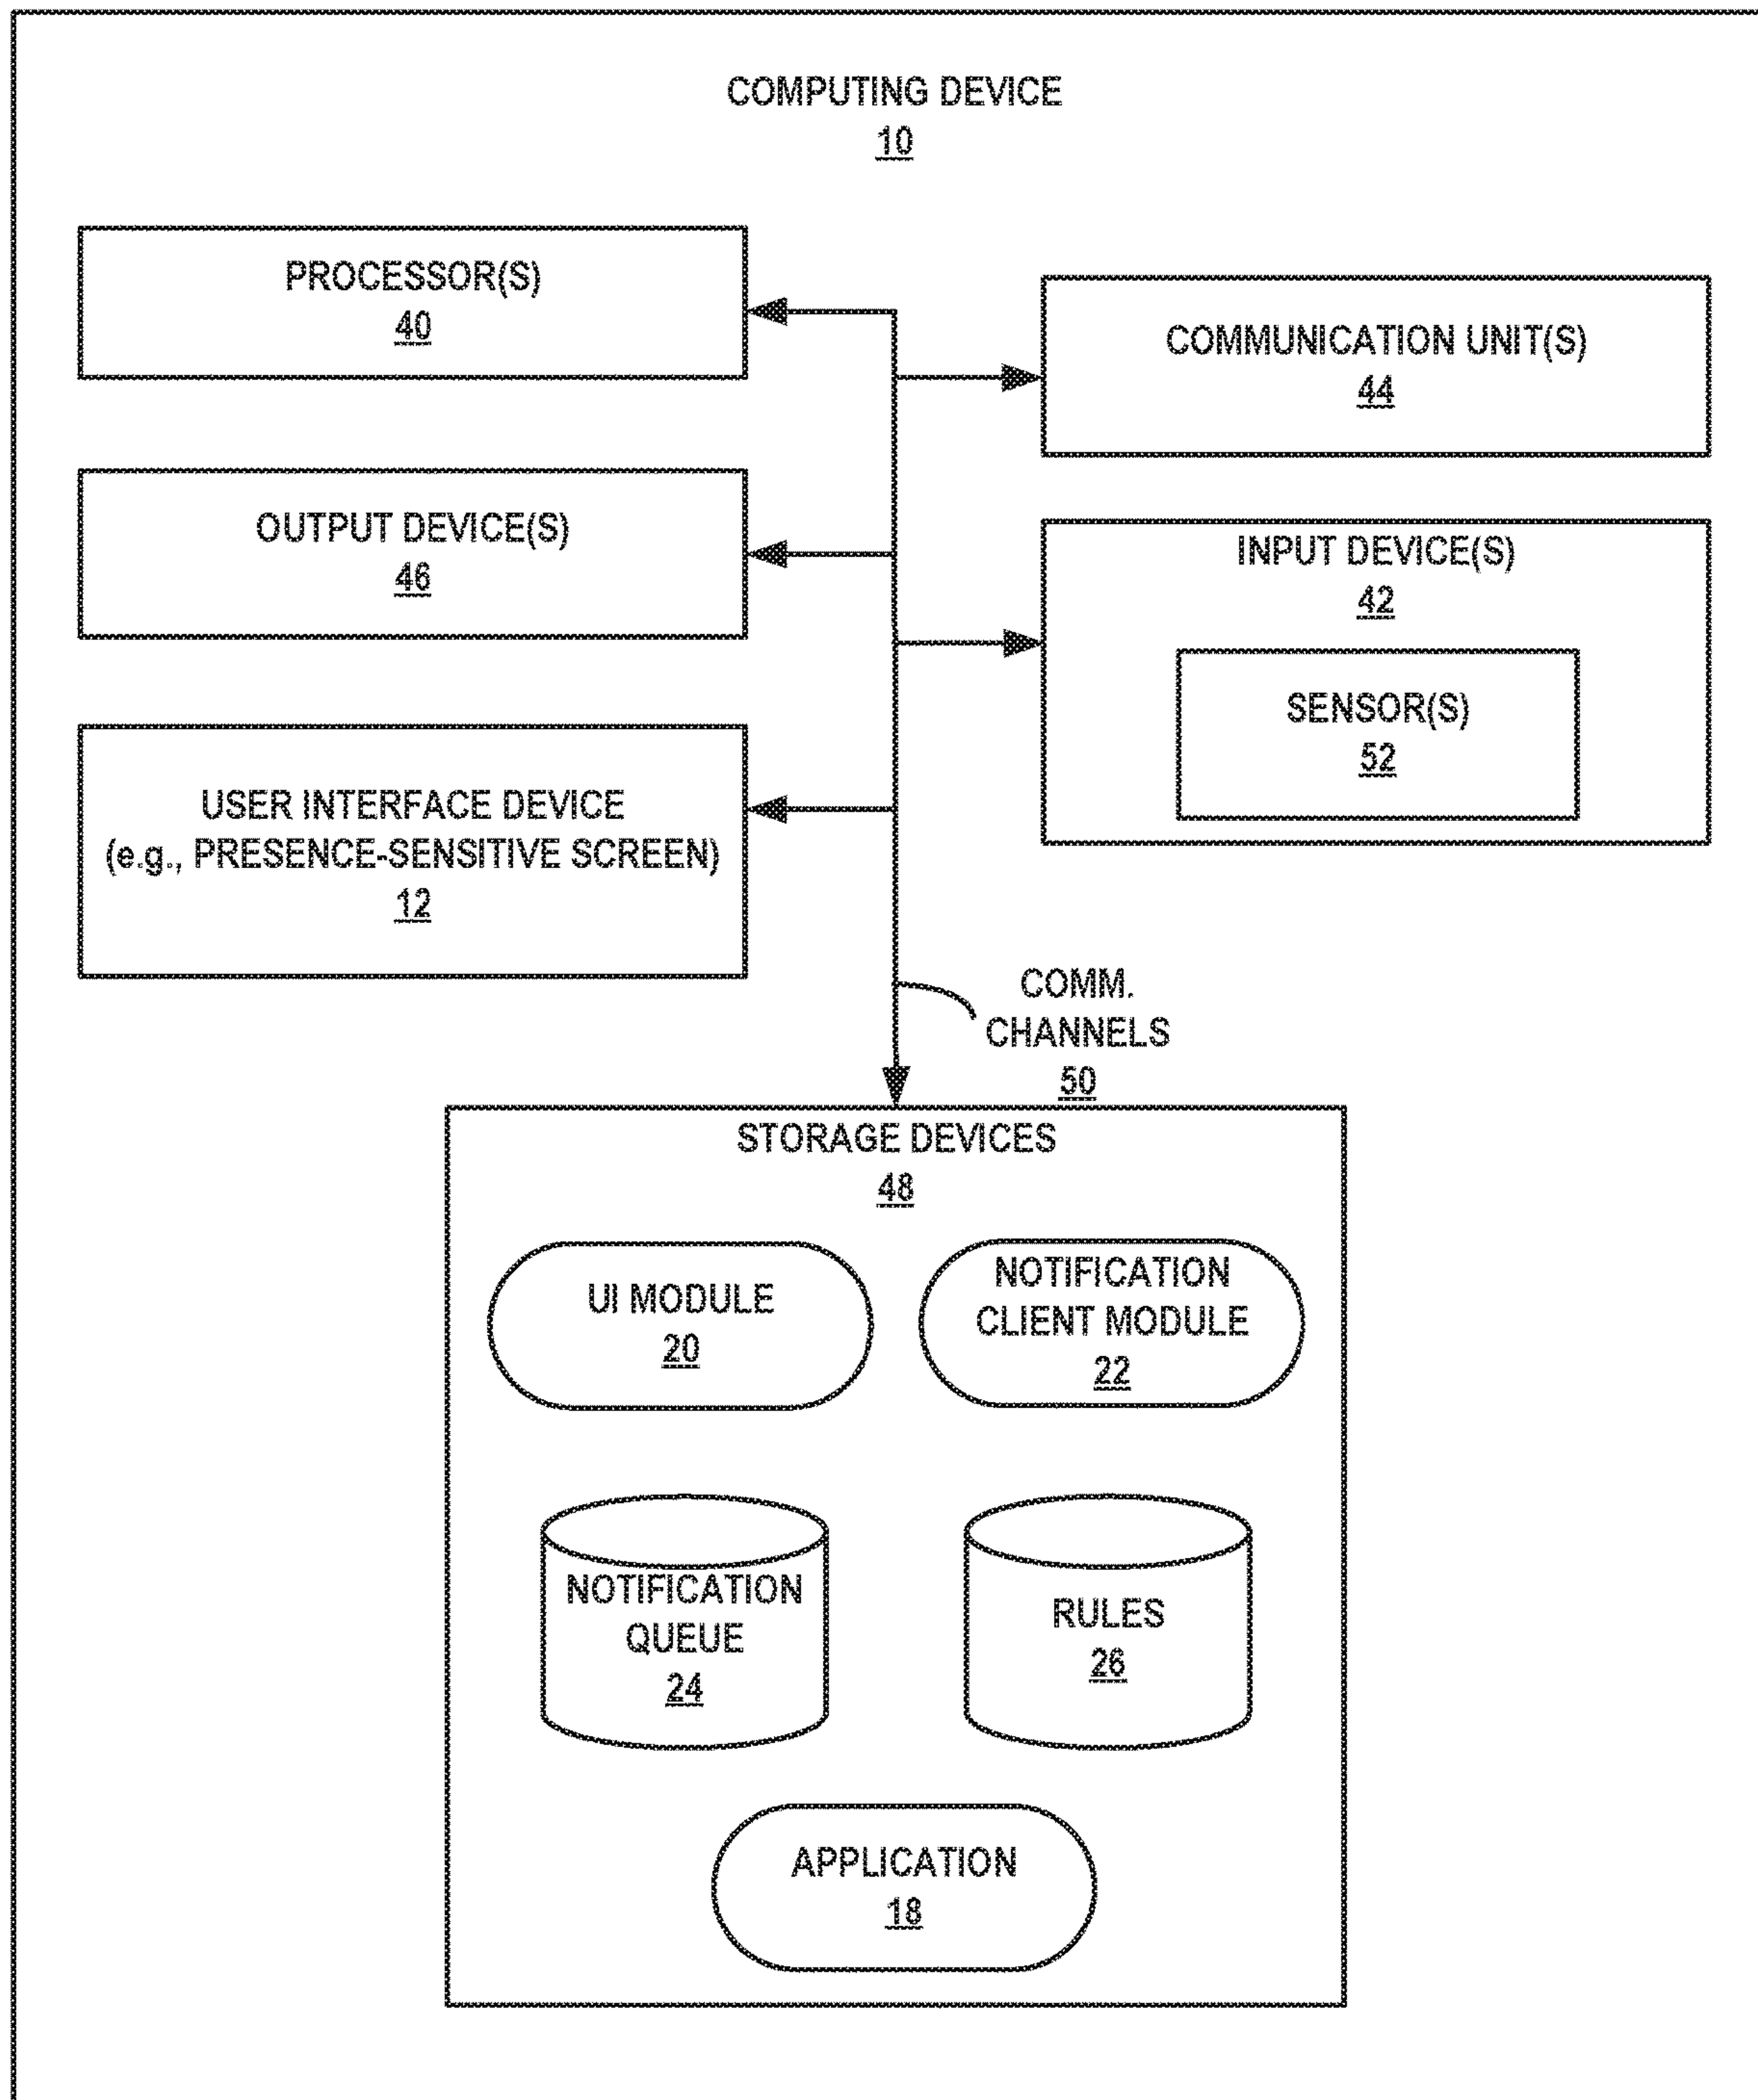 COMPUTING DEVICE
10
PROCESSOR(S)
40
COMMUNICATION UNIT(S)
44
OUTPUT DEVICE(S)
46
INPUT DEVICE(S)
42
SENSOR(S)
52
USER INTERFACE DEVICE
(e.g., PRESENCE-SENSITIVE SCREEN)
12
COMM.
CHANNELS
50
STORAGE DEVICES
48
UI MODULE
20
NOTIFICATION
CLIENT MODULE
22
NOTIFICATION
QUEUE
24
RULES
26
APPLICATION
18